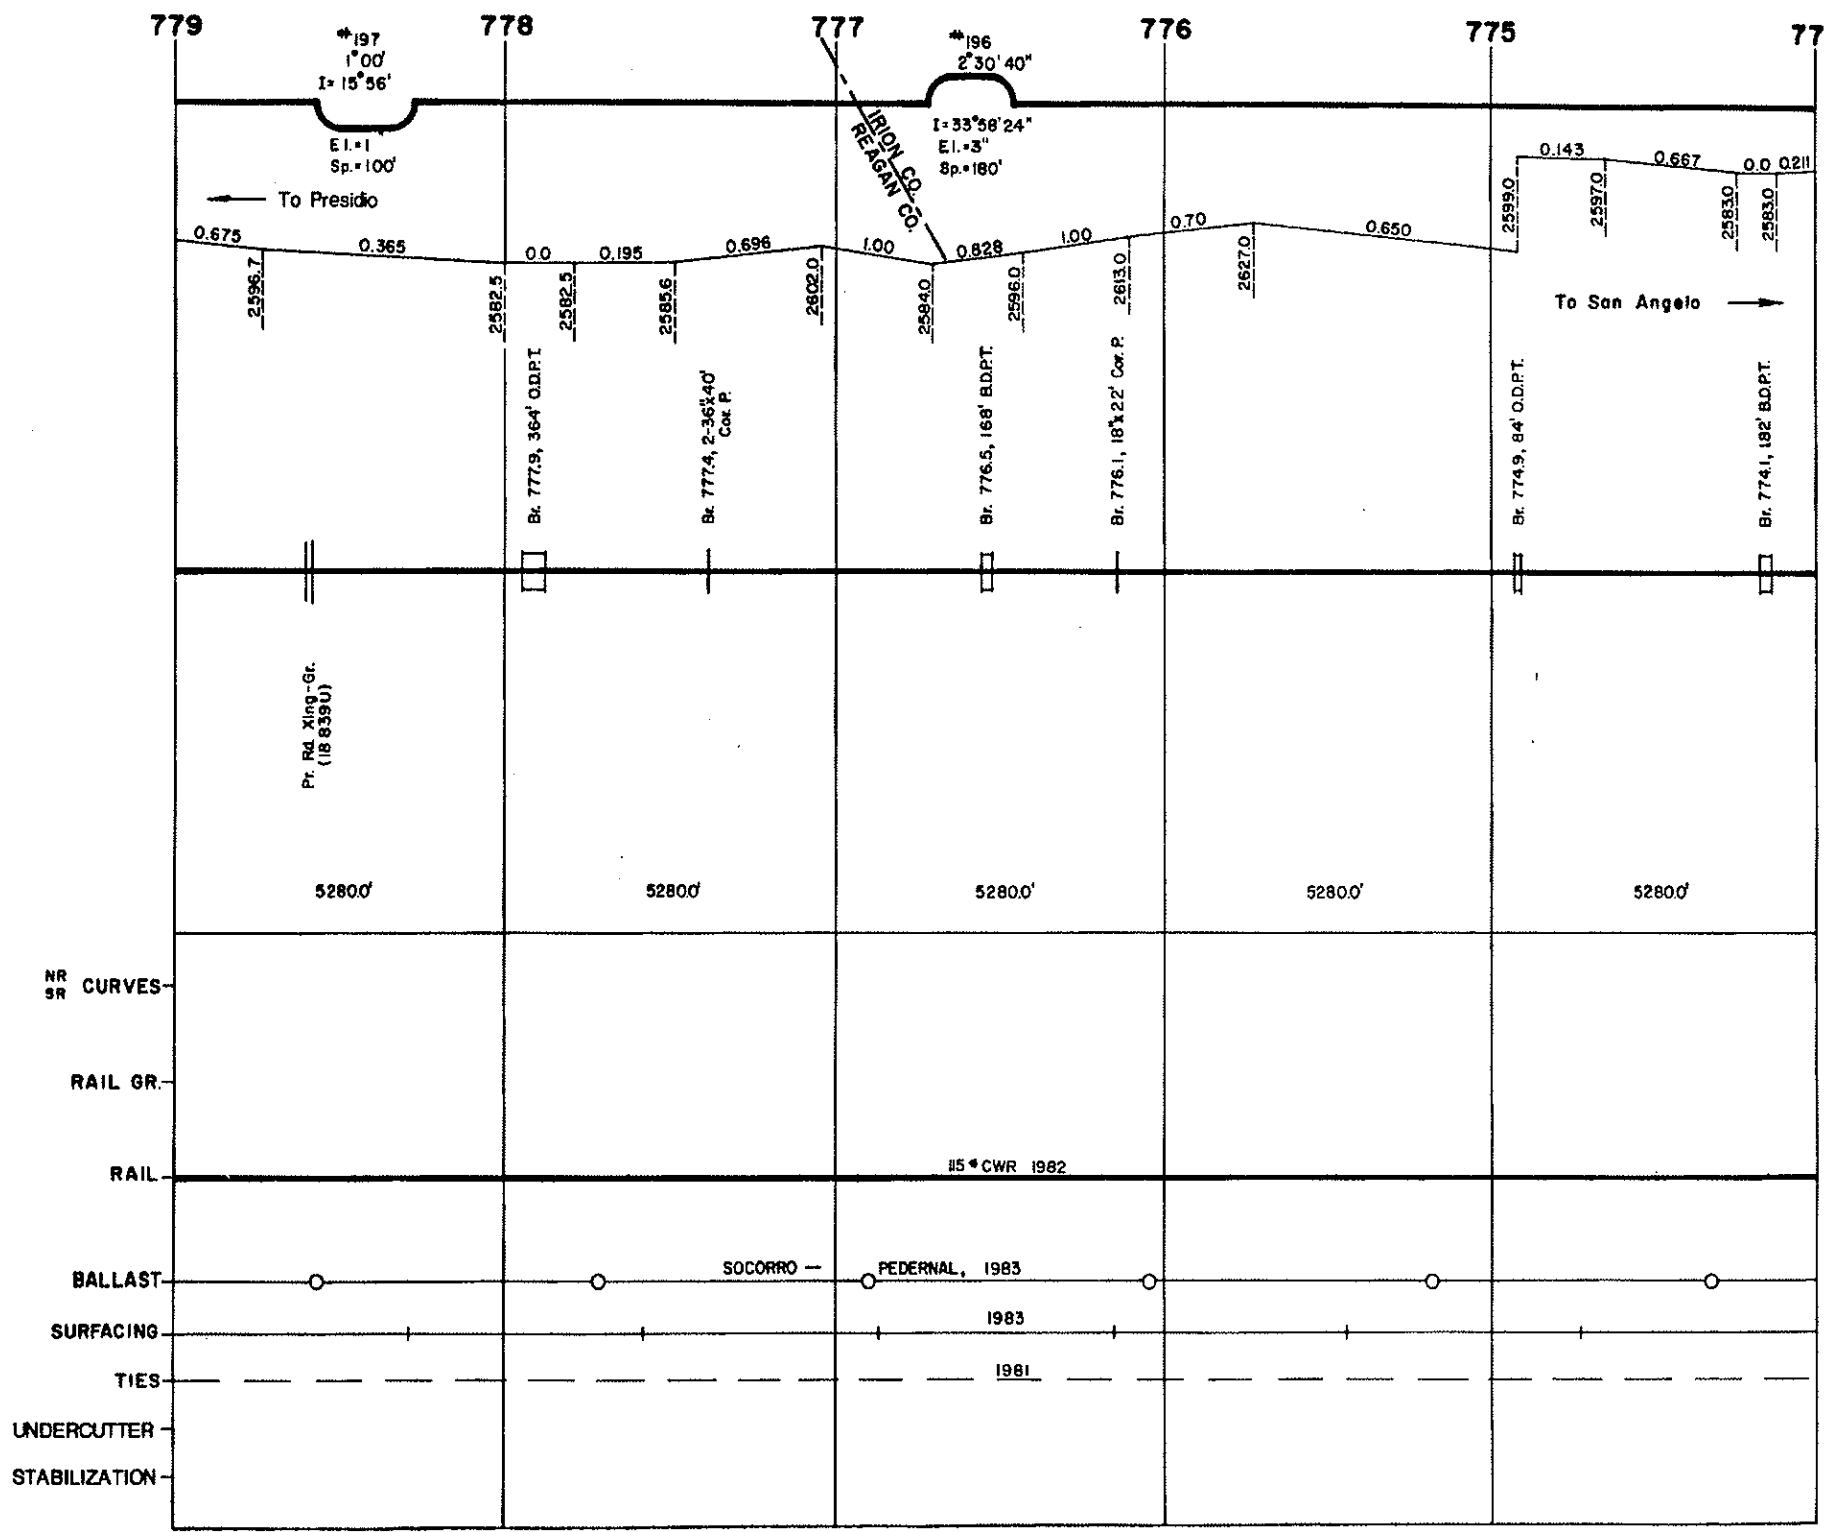 779 778 777 776 775 77
#197
1°00'
I= 15°56'
El.=1"
Sp.=100'
#196
2°30'40"
I=33°58'24"
El.=3"
Sp.=180'
IRION CO.
REAGAN CO.
To Presidio
To San Angelo
0.675 0.365 0.0 0.195 0.696 1.00 0.828 1.00 0.70 0.650 0.143 0.667 0.0 0.211
2596.7 2582.5 2582.5 2585.6 2602.0 2584.0 2596.0 2613.0 2627.0 2599.0 2597.0 2583.0 2583.0
Br. 777.9, 364' O.D.P.T.
Br. 777.4, 2-36"x40'
Cor. P.
Br. 776.5, 168' B.D.P.T.
Br. 776.1, 18"x22' Cor. P.
Br. 774.9, 84' O.D.P.T.
Br. 774.1, 182' B.D.P.T.
Pr. Rd. Xing-Gr.
(18 839U)
5280.0' 5280.0' 5280.0' 5280.0' 5280.0'
NR
SR CURVES
RAIL GR.
RAIL
115# CWR 1982
BALLAST
SOCORRO — PEDERNAL, 1983
SURFACING
1983
TIES
1981
UNDERCUTTER
STABILIZATION